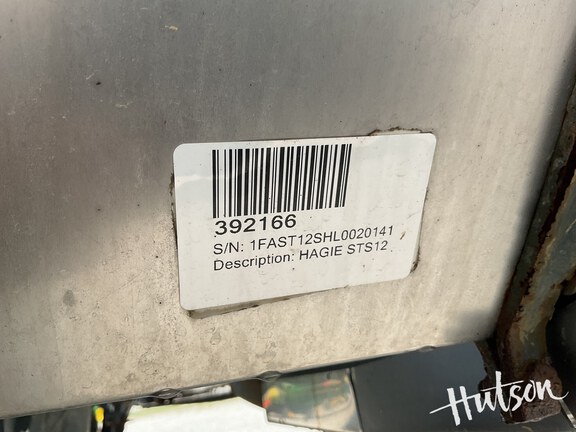 392166
S/N: 1FAST12SHL0020141
Description: HAGIE STS12
Hutson